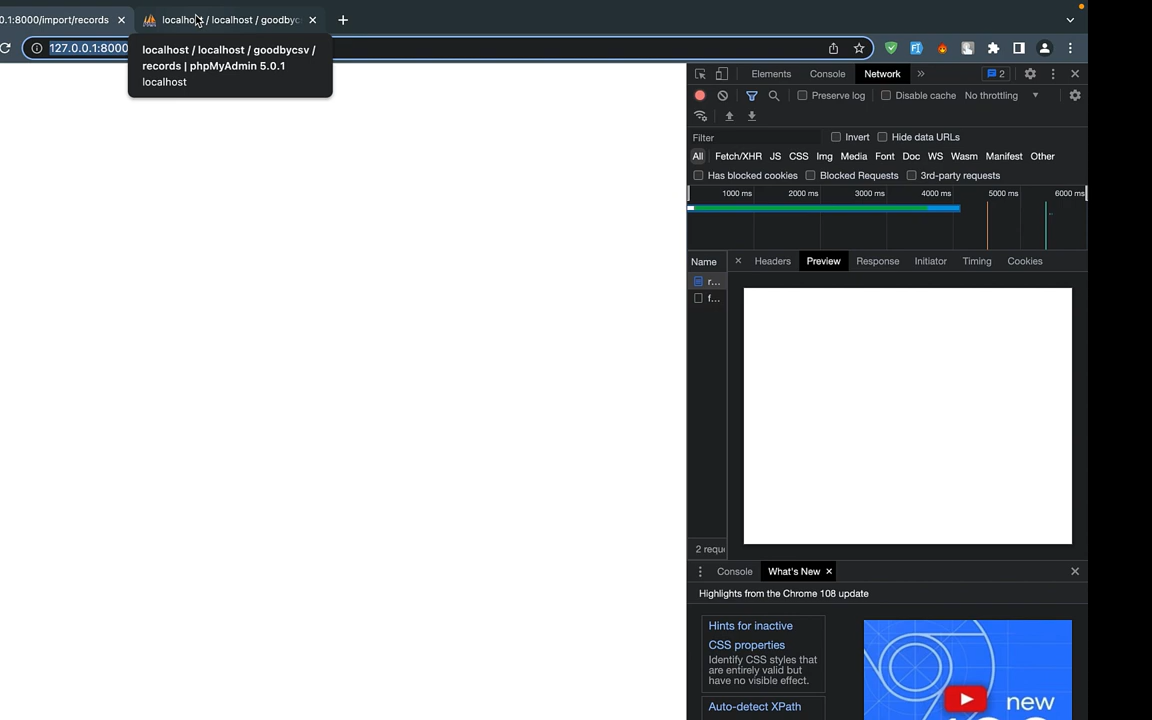 0.1:8000/import/records
localhost / localhost / goodbycsv
127.0.0.1:8000
localhost / localhost / goodbycsv /
records | phpMyAdmin 5.0.1
localhost
Elements Console Network 2
Preserve log Disable cache No throttling
Filter Invert Hide data URLs
All Fetch/XHR JS CSS Img Media Font Doc WS Wasm Manifest Other
Has blocked cookies Blocked Requests 3rd-party requests
1000 ms 2000 ms 3000 ms 4000 ms 5000 ms 6000 ms
Name Headers Preview Response Initiator Timing Cookies
r...
f...
2 requ
Console What's New
Highlights from the Chrome 108 update
Hints for inactive
CSS properties
Identify CSS styles that
are entirely valid but
have no visible effect.
Auto-detect XPath
new